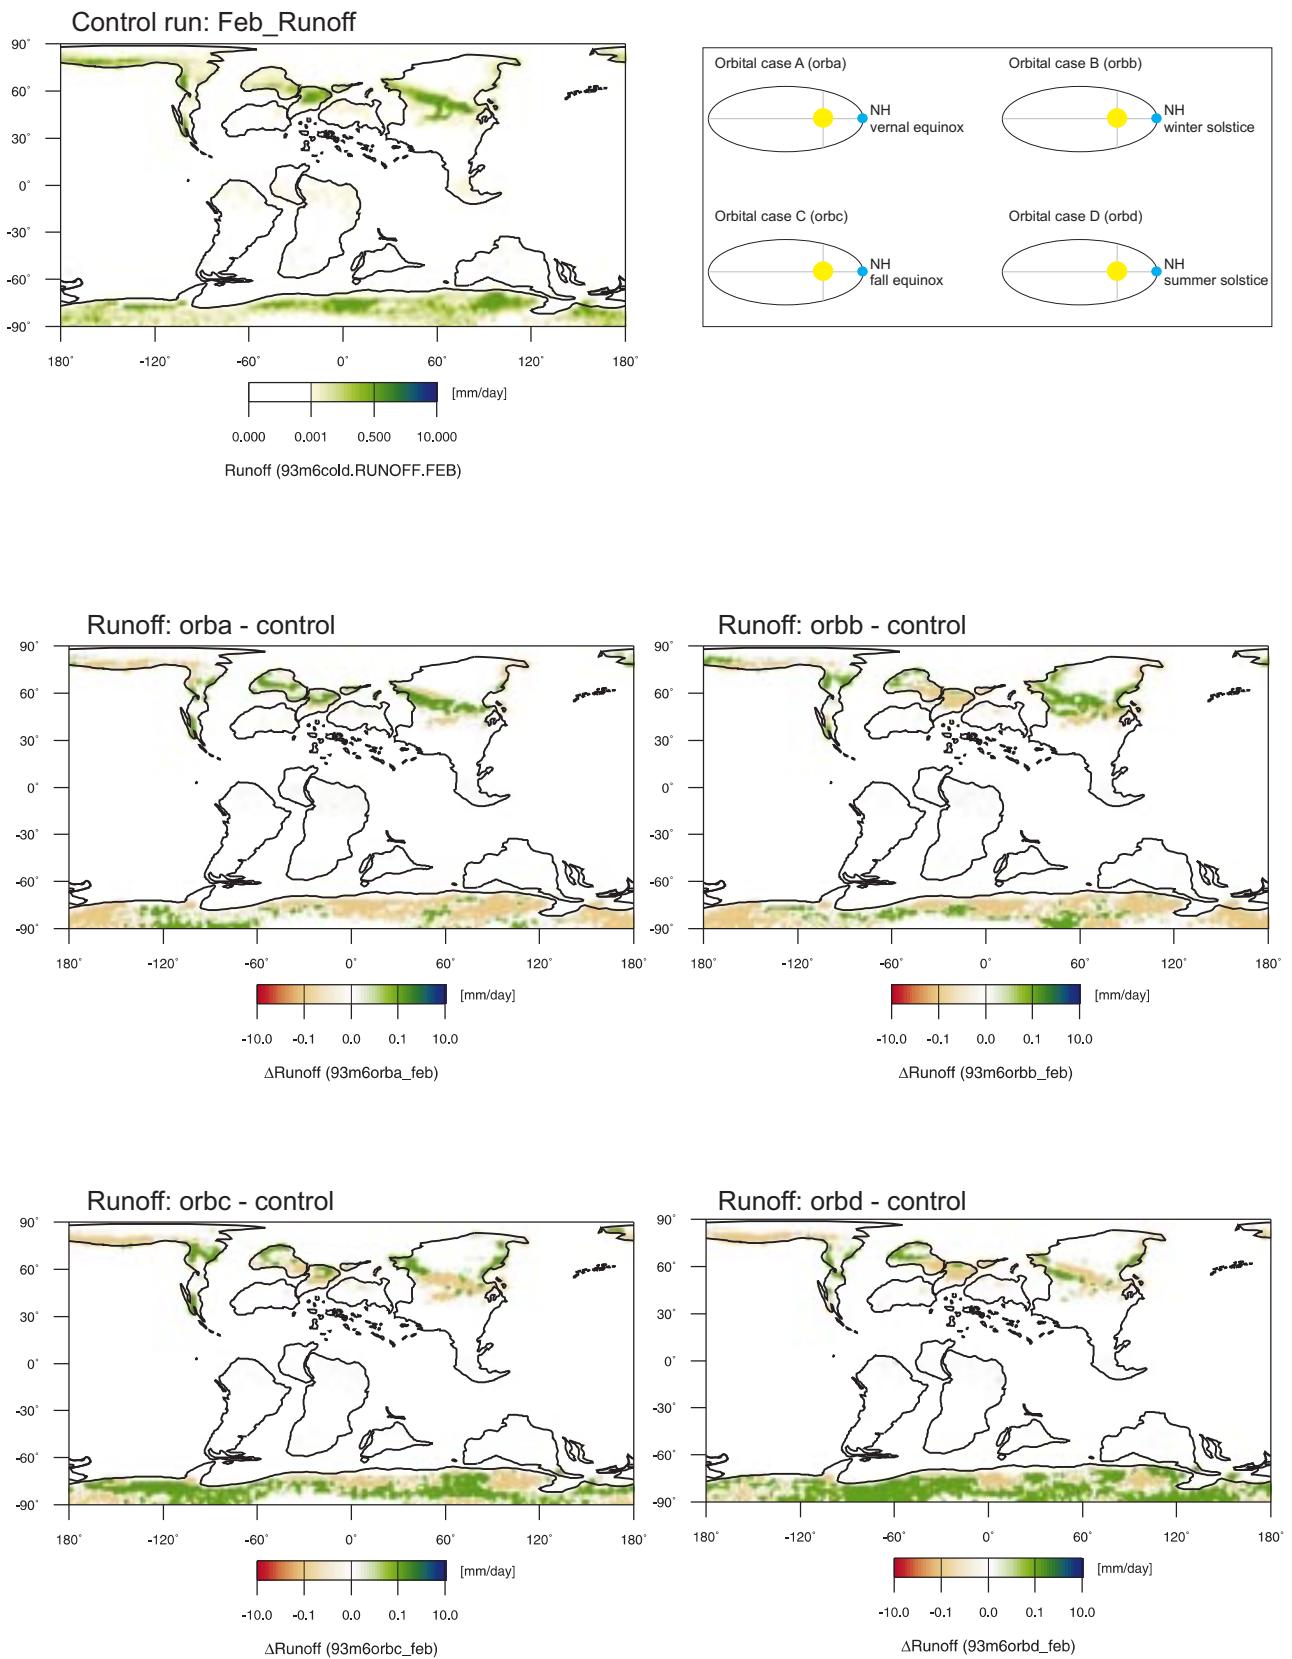 Control run: Feb_Runoff
90˚
60˚
30˚
0˚
-30˚
-60˚
-90˚
180˚ -120˚ -60˚ 0˚ 60˚ 120˚ 180˚
[mm/day]
0.000 0.001 0.500 10.000
Runoff (93m6cold.RUNOFF.FEB)
Orbital case A (orba)
NH
vernal equinox
Orbital case B (orbb)
NH
winter solstice
Orbital case C (orbc)
NH
fall equinox
Orbital case D (orbd)
NH
summer solstice
Runoff: orba - control
90˚
60˚
30˚
0˚
-30˚
-60˚
-90˚
180˚ -120˚ -60˚ 0˚ 60˚ 120˚ 180˚
[mm/day]
-10.0 -0.1 0.0 0.1 10.0
ΔRunoff (93m6orba_feb)
Runoff: orbb - control
90˚
60˚
30˚
0˚
-30˚
-60˚
-90˚
180˚ -120˚ -60˚ 0˚ 60˚ 120˚ 180˚
[mm/day]
-10.0 -0.1 0.0 0.1 10.0
ΔRunoff (93m6orbb_feb)
Runoff: orbc - control
90˚
60˚
30˚
0˚
-30˚
-60˚
-90˚
180˚ -120˚ -60˚ 0˚ 60˚ 120˚ 180˚
[mm/day]
-10.0 -0.1 0.0 0.1 10.0
ΔRunoff (93m6orbc_feb)
Runoff: orbd - control
90˚
60˚
30˚
0˚
-30˚
-60˚
-90˚
180˚ -120˚ -60˚ 0˚ 60˚ 120˚ 180˚
[mm/day]
-10.0 -0.1 0.0 0.1 10.0
ΔRunoff (93m6orbd_feb)